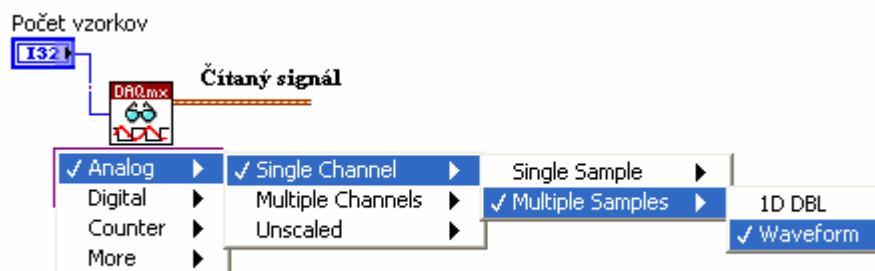 Počet vzorkov
I32
Čítaný signál
DAQmx
✓ Analog
Digital
Counter
More
✓ Single Channel
Multiple Channels
Unscaled
Single Sample
✓ Multiple Samples
1D DBL
✓ Waveform